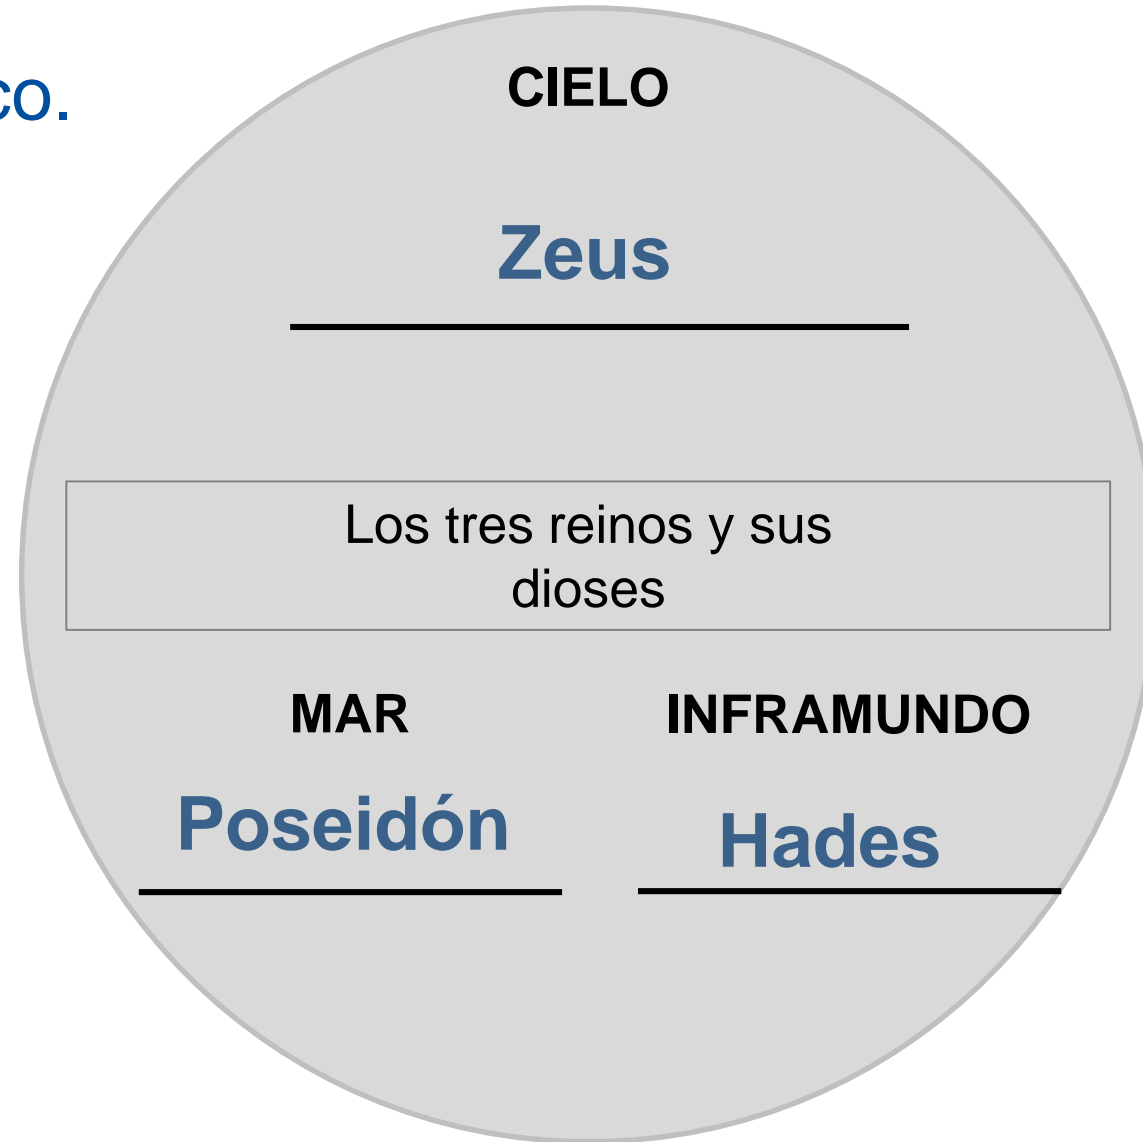 co.
CIELO
Zeus
Los tres reinos y sus
dioses
MAR
INFRAMUNDO
Poseidón
Hades